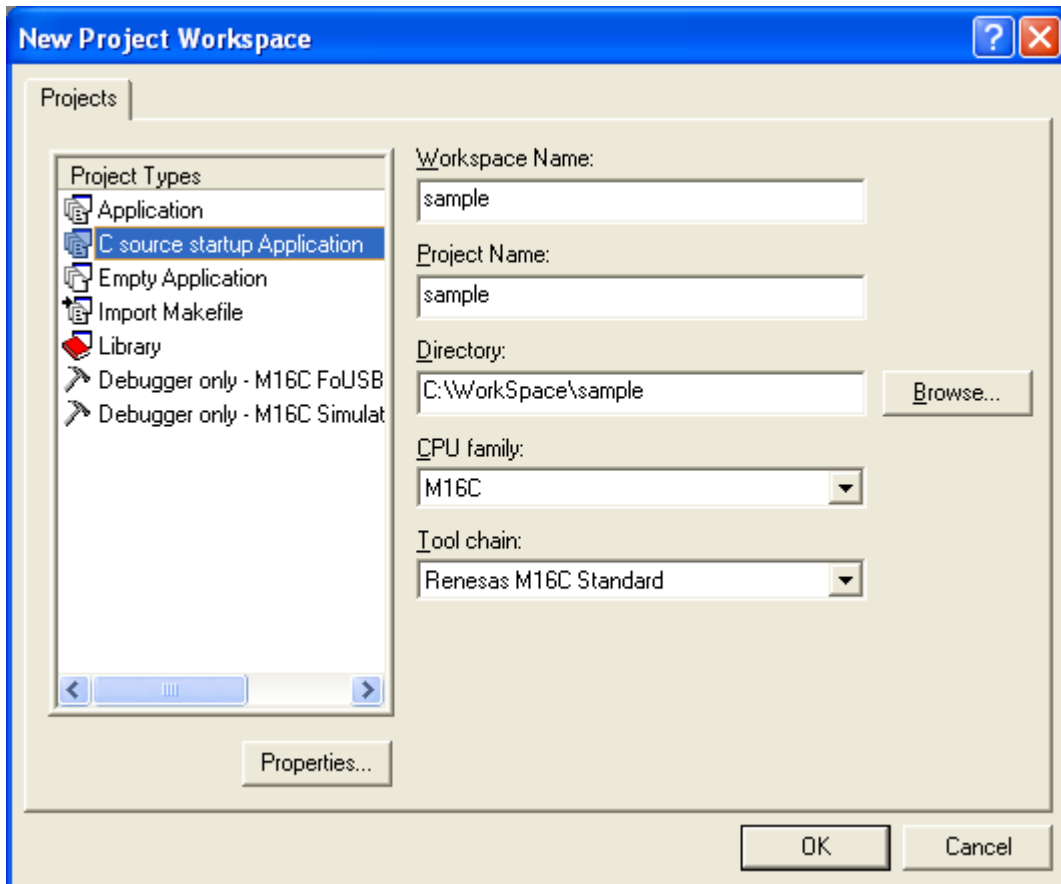 New Project Workspace
Projects
Project Types
Application
C source startup Application
Empty Application
Import Makefile
Library
Debugger only - M16C FoUSB
Debugger only - M16C Simulat
Properties...
Workspace Name:
sample
Project Name:
sample
Directory:
C:\WorkSpace\sample
Browse...
CPU family:
M16C
Tool chain:
Renesas M16C Standard
OK
Cancel